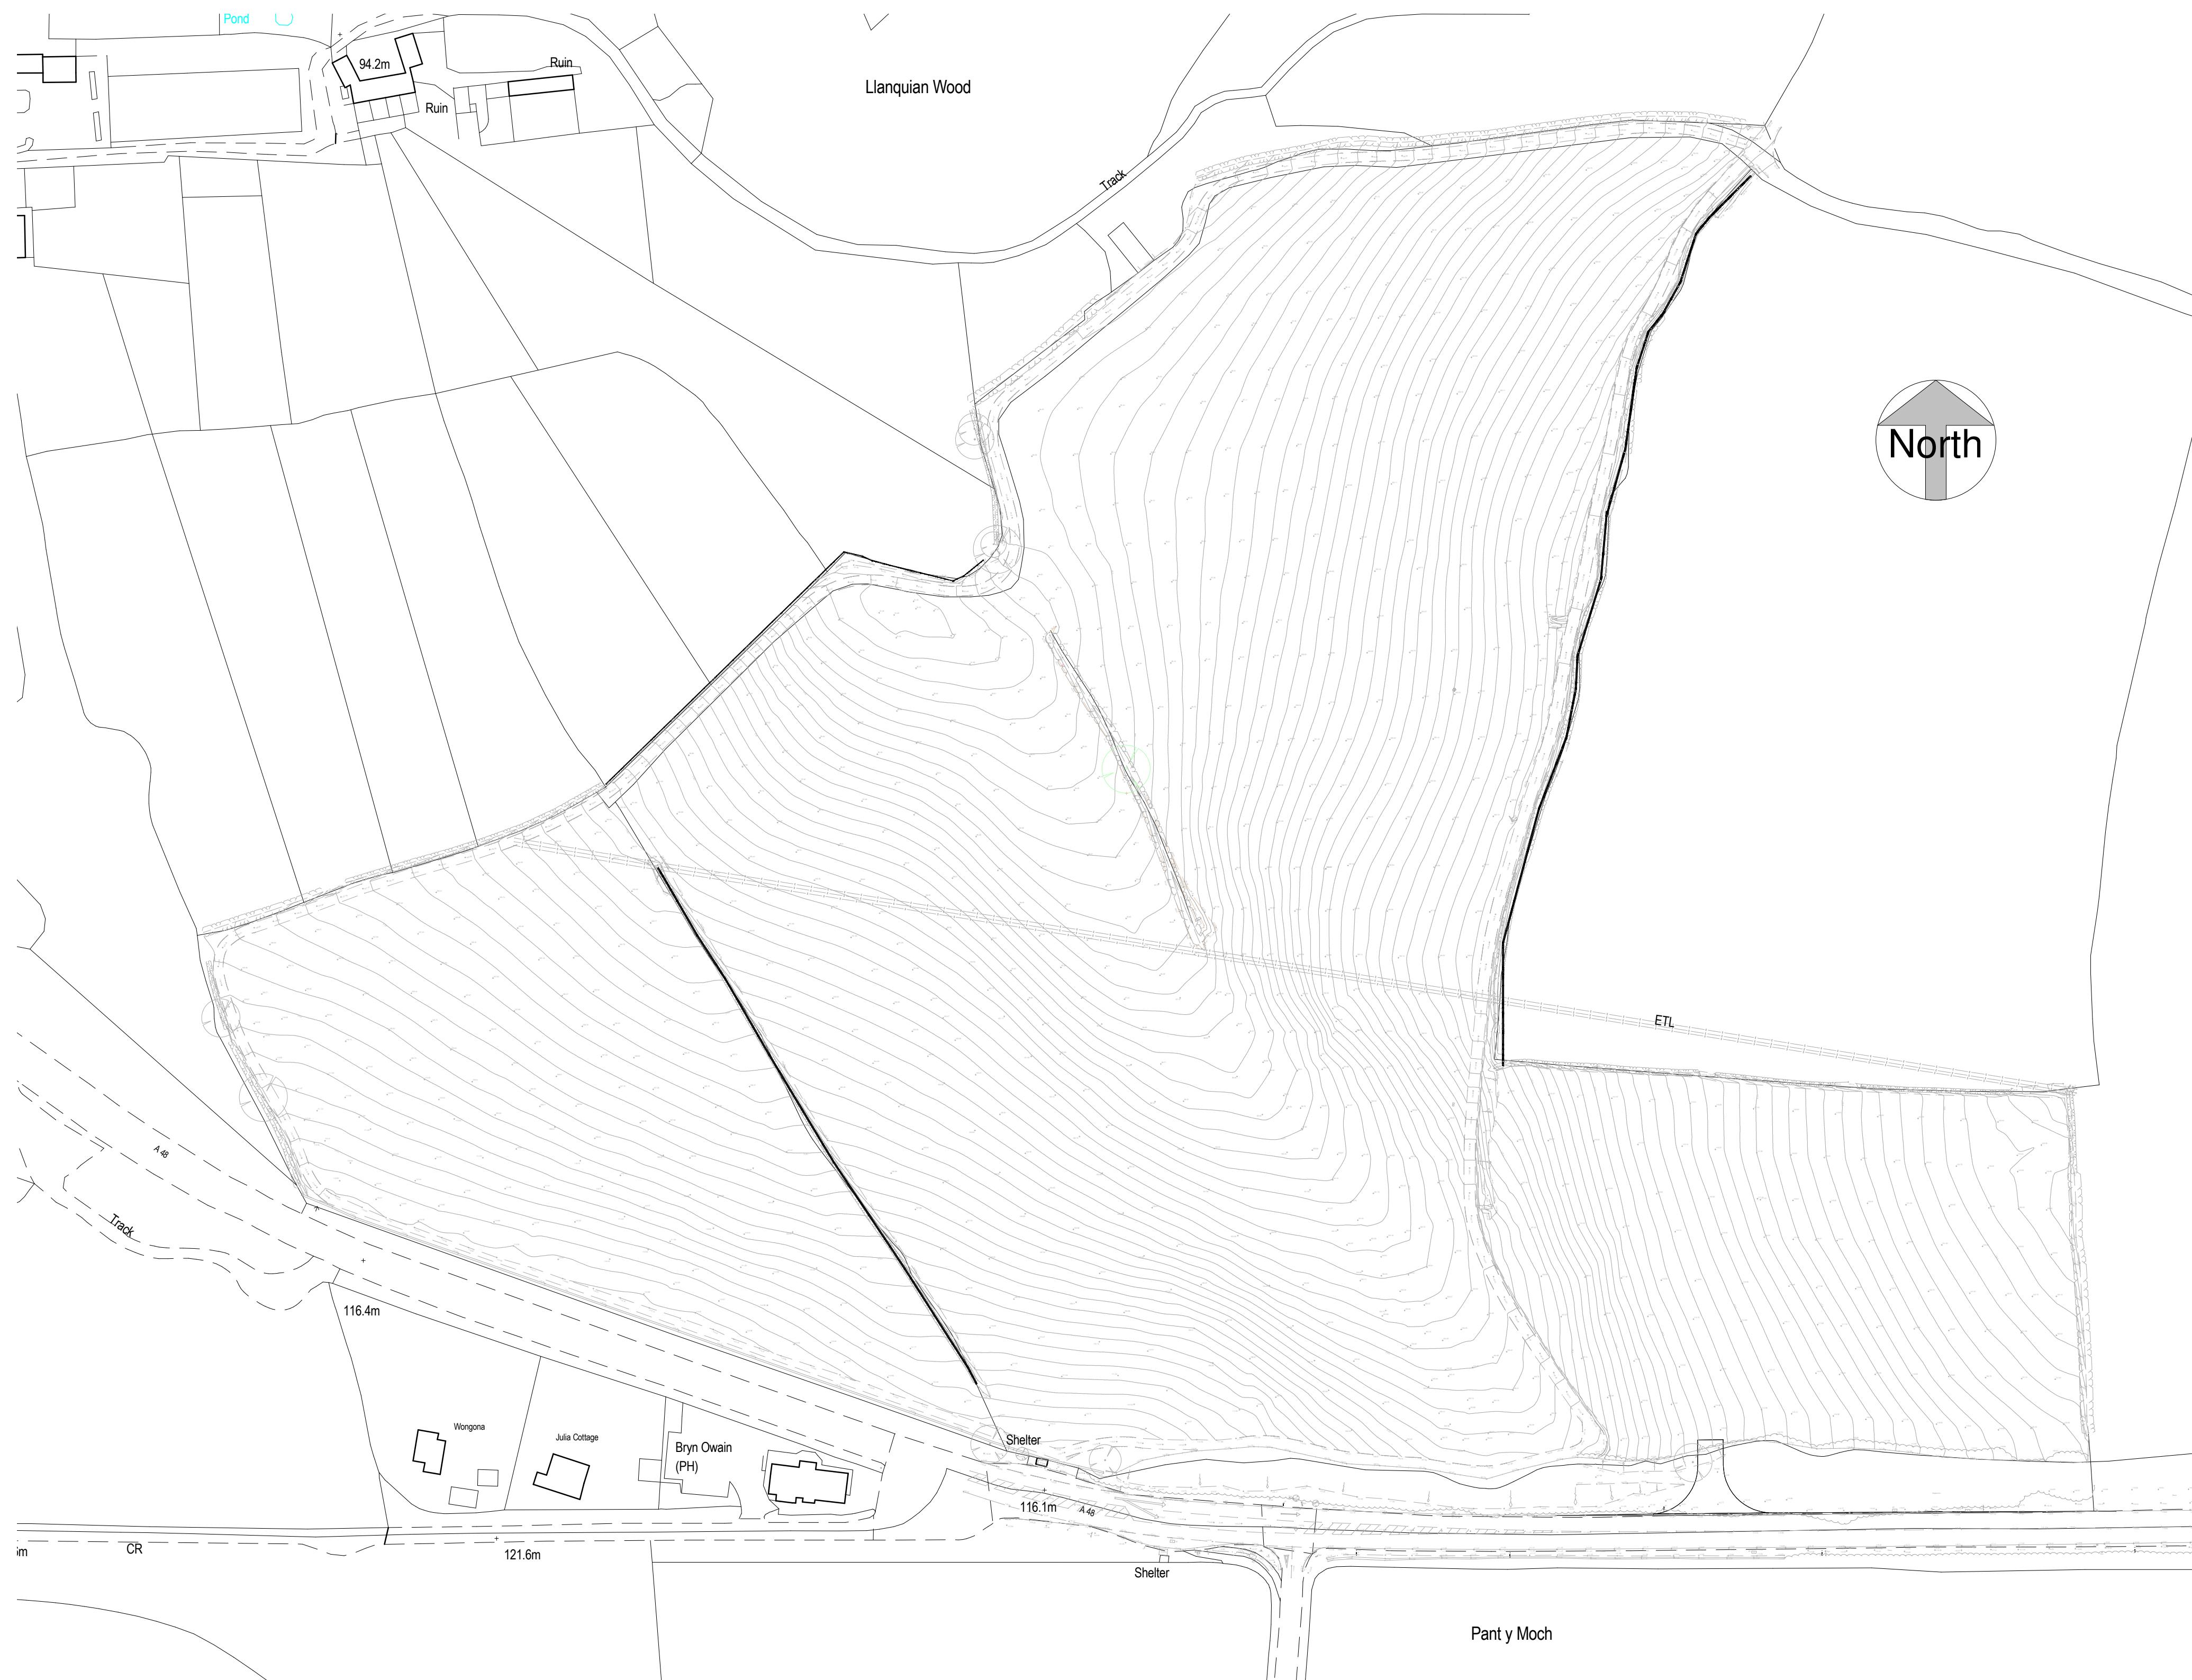 Pond
94.2m
Ruin
Ruin
Llanquian Wood
Track
North
ETL
A 48
Track
116.4m
Wongona
Julia Cottage
Bryn Owain
(PH)
Shelter
116.1m
A 48
CR
121.6m
Shelter
Pant y Moch